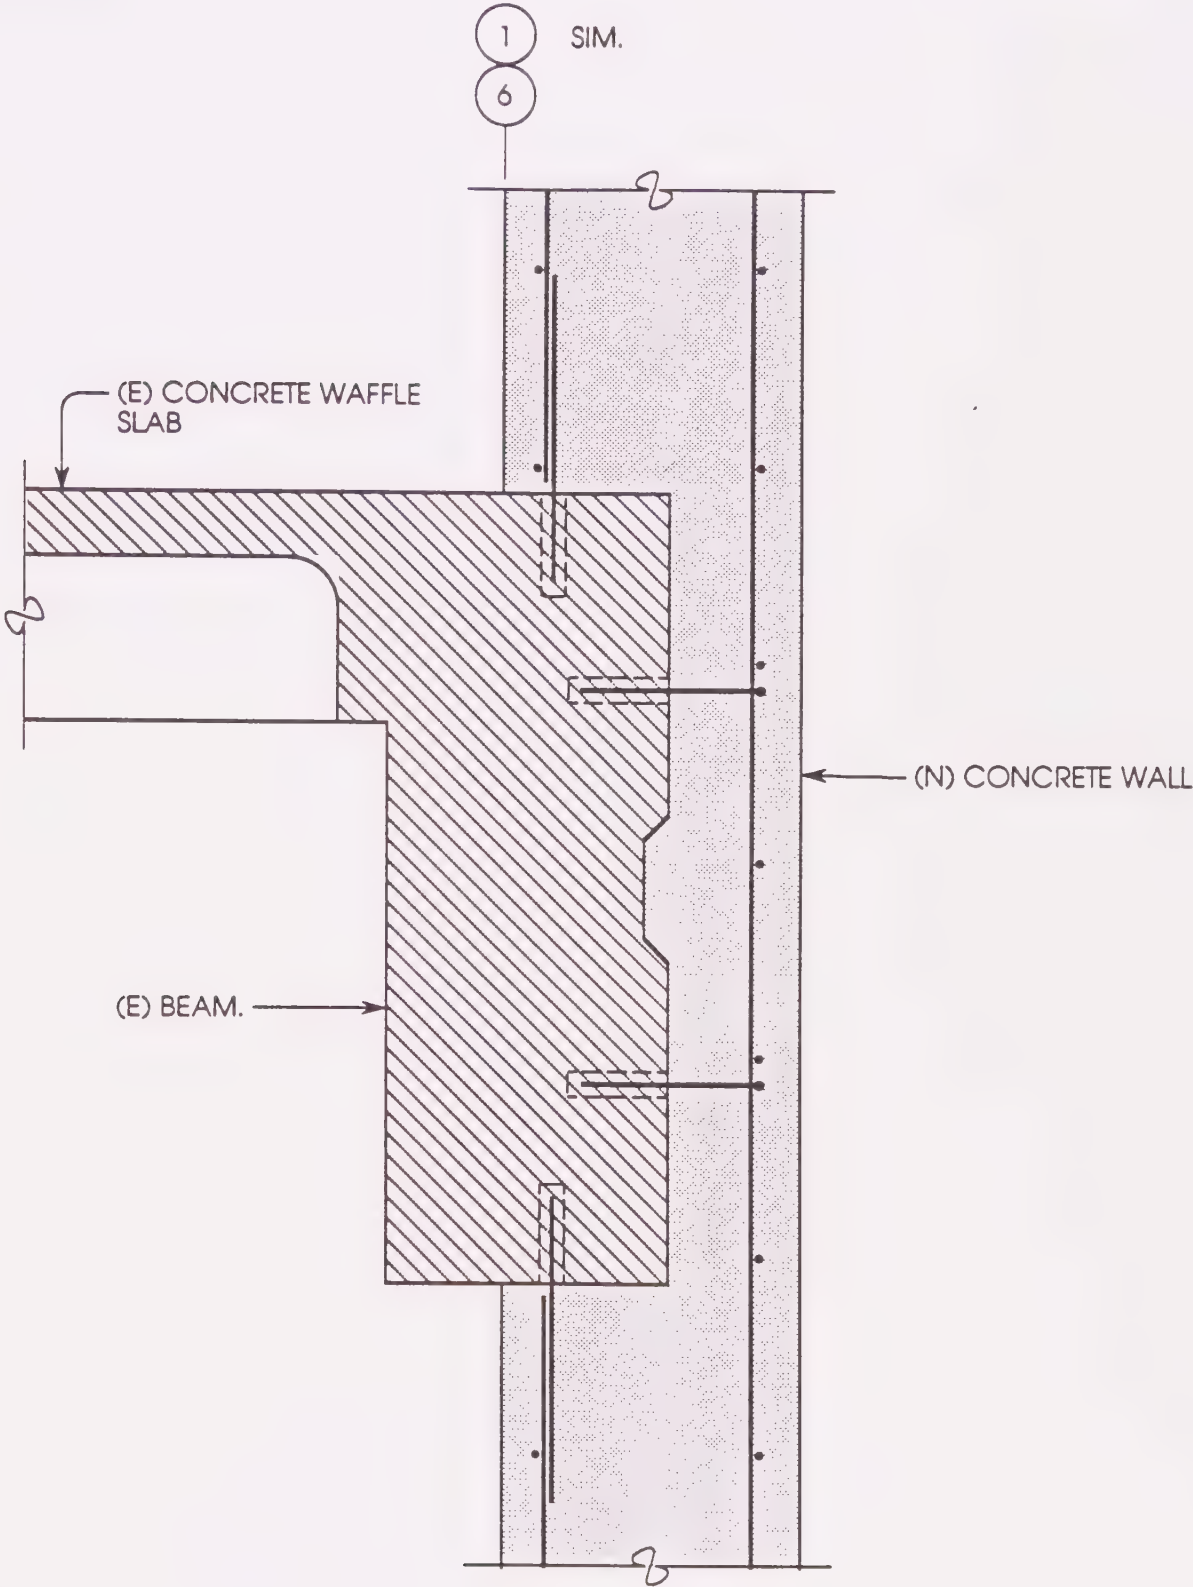 1 SIM.
6
(E) CONCRETE WAFFLE
SLAB
(N) CONCRETE WALL
(E) BEAM.